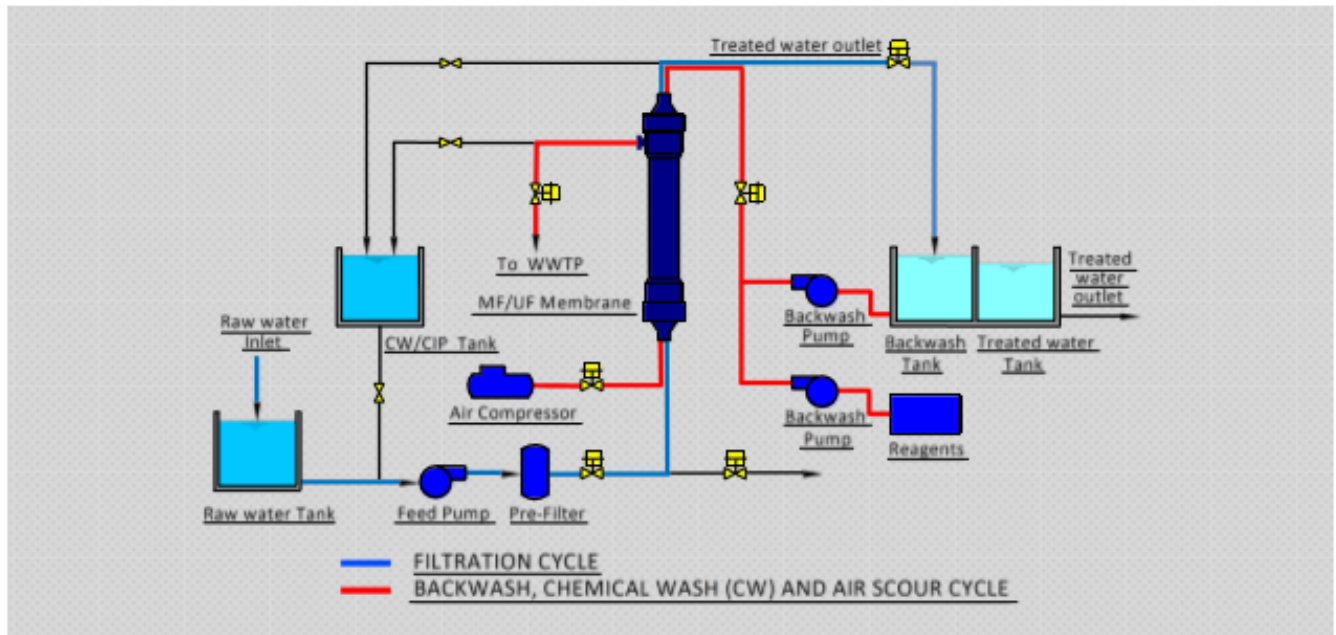 Treated water outlet
To WWTP
MF/UF Membrane
Raw water
Inlet
CW/CIP Tank
Treated
water
outlet
Backwash
Pump
Backwash
Tank
Treated water
Tank
Air Compressor
Backwash
Pump
Reagents
Raw water Tank
Feed Pump
Pre-Filter
FILTRATION CYCLE
BACKWASH, CHEMICAL WASH (CW) AND AIR SCOUR CYCLE